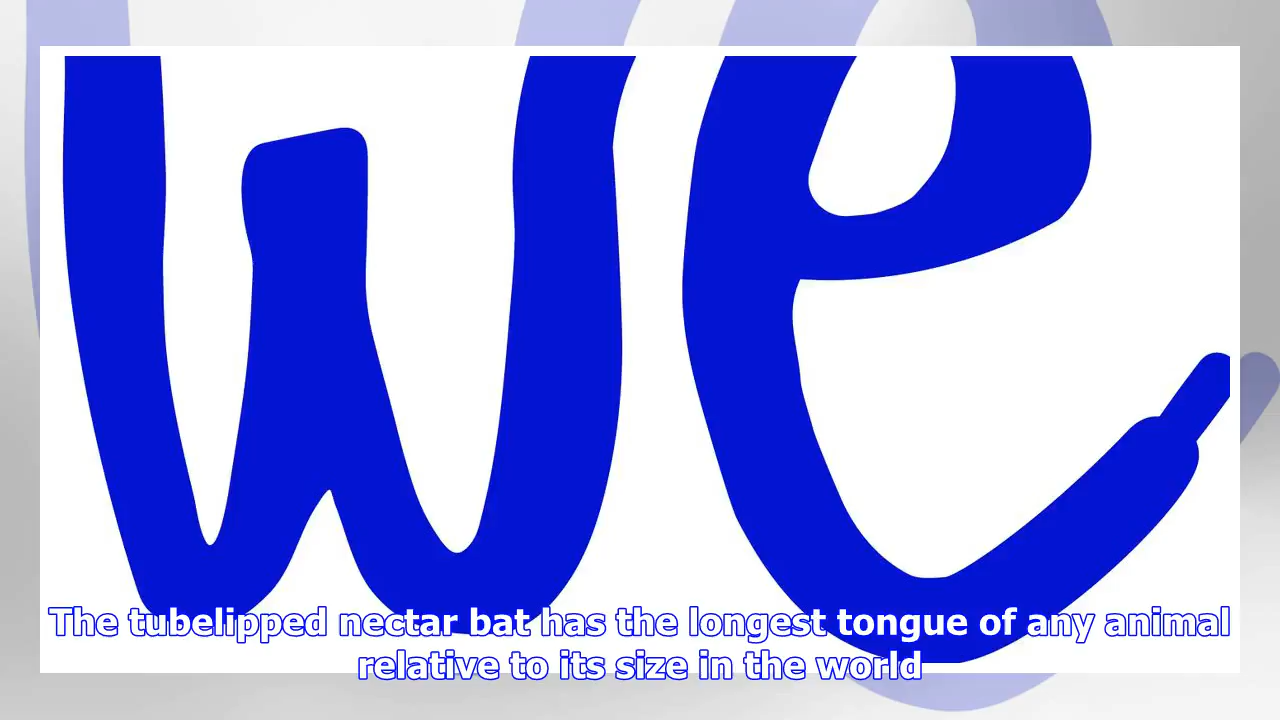 we
The tubelipped nectar bat has the longest tongue of any animal
relative to its size in the world